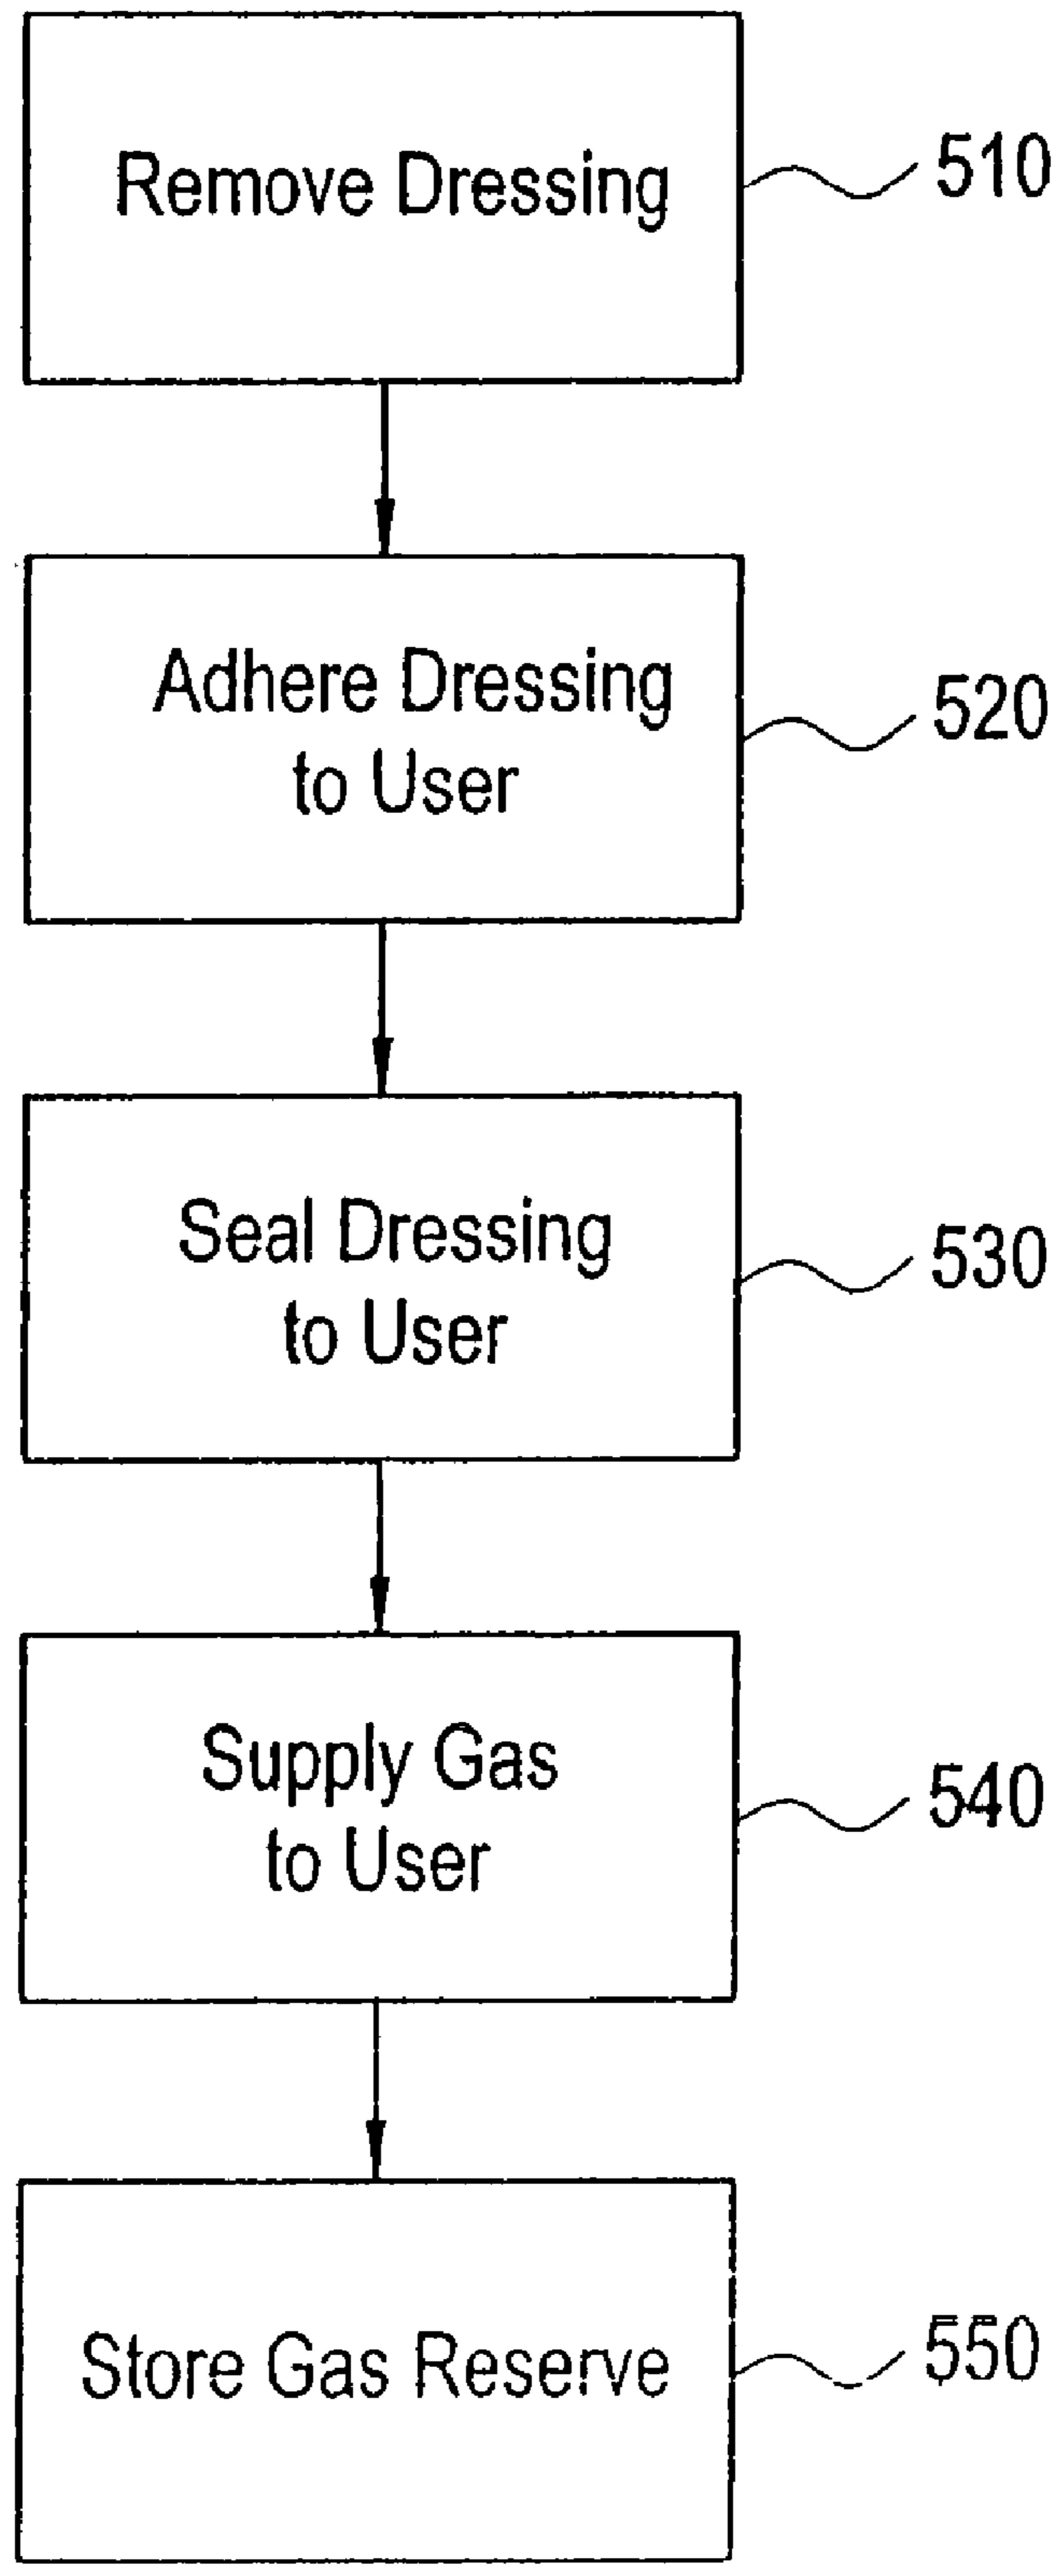 Remove Dressing
510
Adhere Dressing
to User
520
Seal Dressing
to User
530
Supply Gas
to User
540
Store Gas Reserve
550